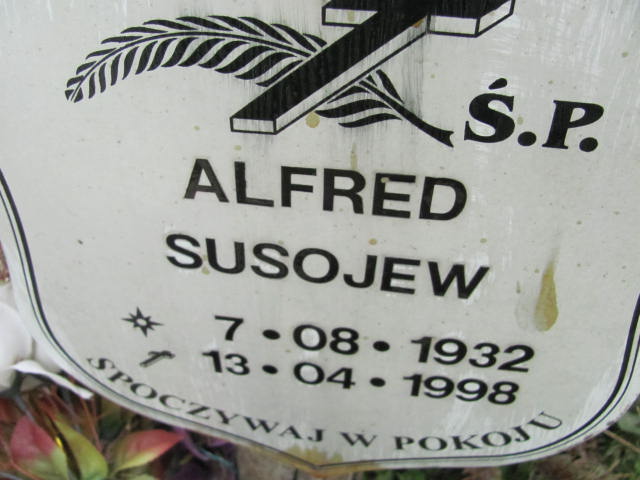 Ś.P.
ALFRED
SUSOJEW
7•08•1932
13•04•1998
SPOCZYWAJ W POKOJU